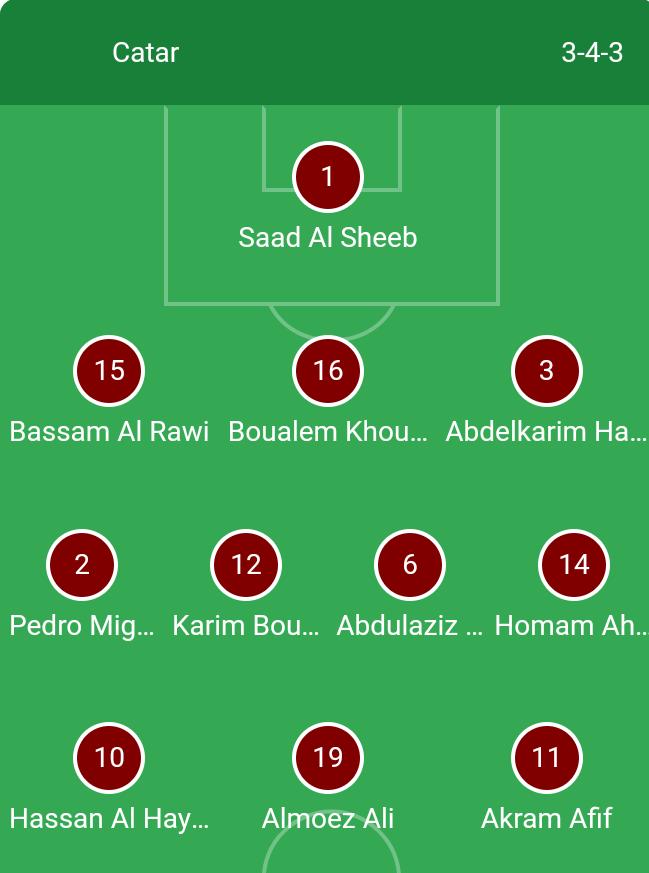 Catar 3-4-3
1
Saad Al Sheeb
15 16 3
Bassam Al Rawi Boualem Khou... Abdelkarim Ha...
2 12 6 14
Pedro Mig... Karim Bou... Abdulaziz ... Homam Ah...
10 19 11
Hassan Al Hay... Almoez Ali Akram Afif